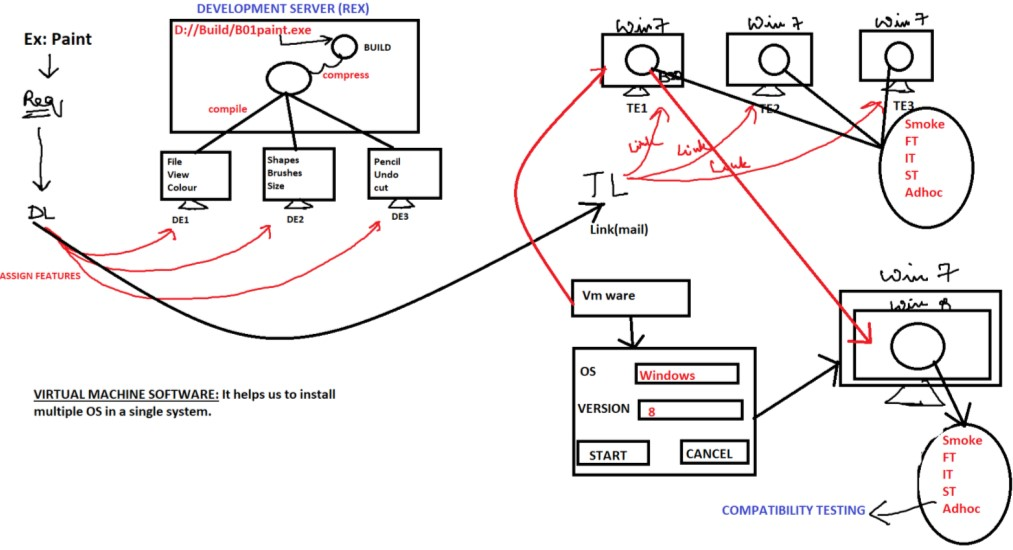 DEVELOPMENT SERVER (REX)
Ex: Paint
Req
DL
ASSIGN FEATURES
D://Build/B01paint.exe
BUILD
compress
compile
File
View
Colour
DE1
Shapes
Brushes
Size
DE2
Pencil
Undo
cut
DE3
Win 7
Win 7
Win 7
TE1
TE2
TE3
Link
Link
Link
TL
Link(mail)
Smoke
FT
IT
ST
Adhoc
Vm ware
OS
Windows
VERSION
8
START
CANCEL
Win 7
Win 8
Smoke
FT
IT
ST
Adhoc
COMPATIBILITY TESTING
VIRTUAL MACHINE SOFTWARE: It helps us to install
multiple OS in a single system.